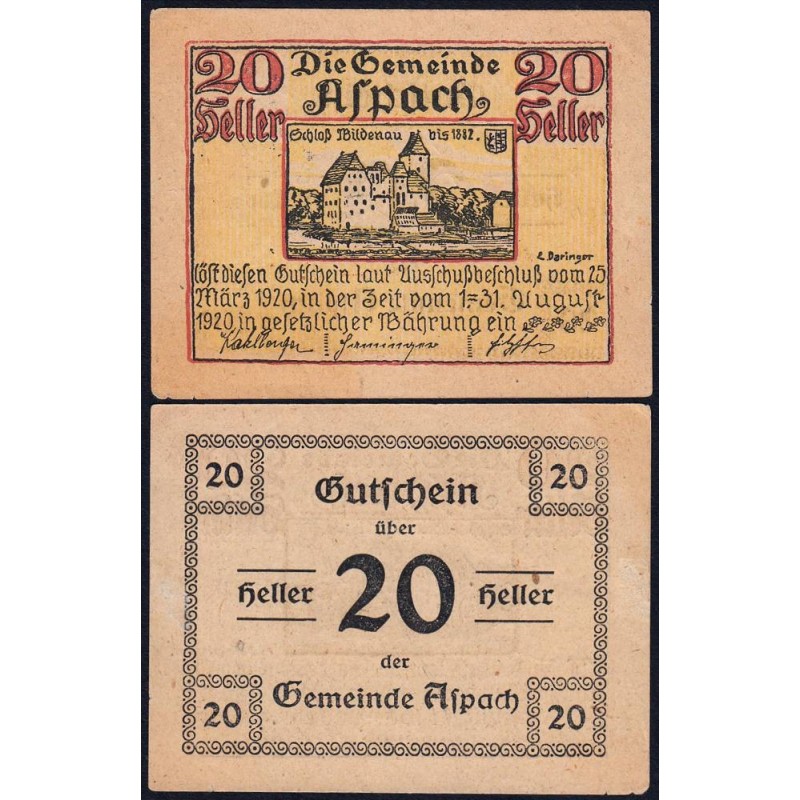 20 Die Gemeinde 20
Heller Aspach Heller
Schloß Wildenau bis 1882.
E. Daringer
löst diesen Gutschein laut Ausschußbeschluß vom 25
März 1920, in der Zeit vom 1.=31. August
1920, in gesetzlicher Währung ein
Haminger
20 20
Gutschein
über
Heller 20 Heller
der
Gemeinde Aspach
20 20